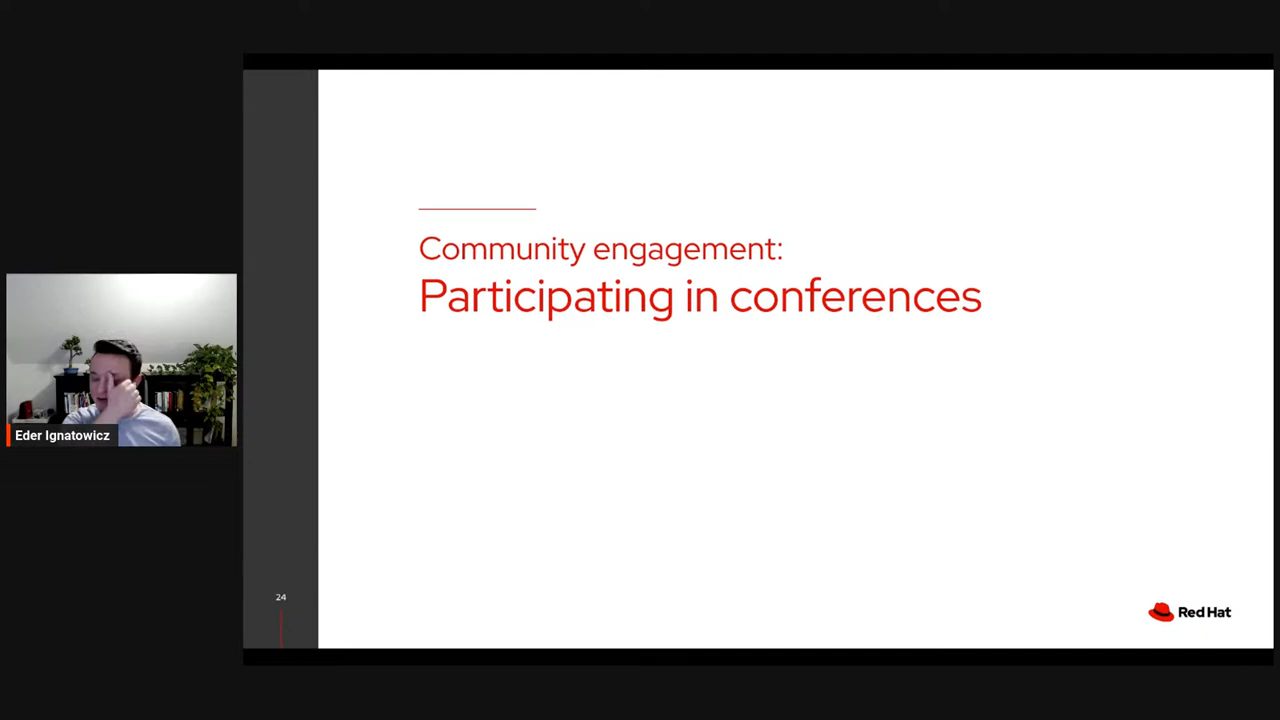 Community engagement:
Participating in conferences
Eder Ignatowicz
24
Red Hat